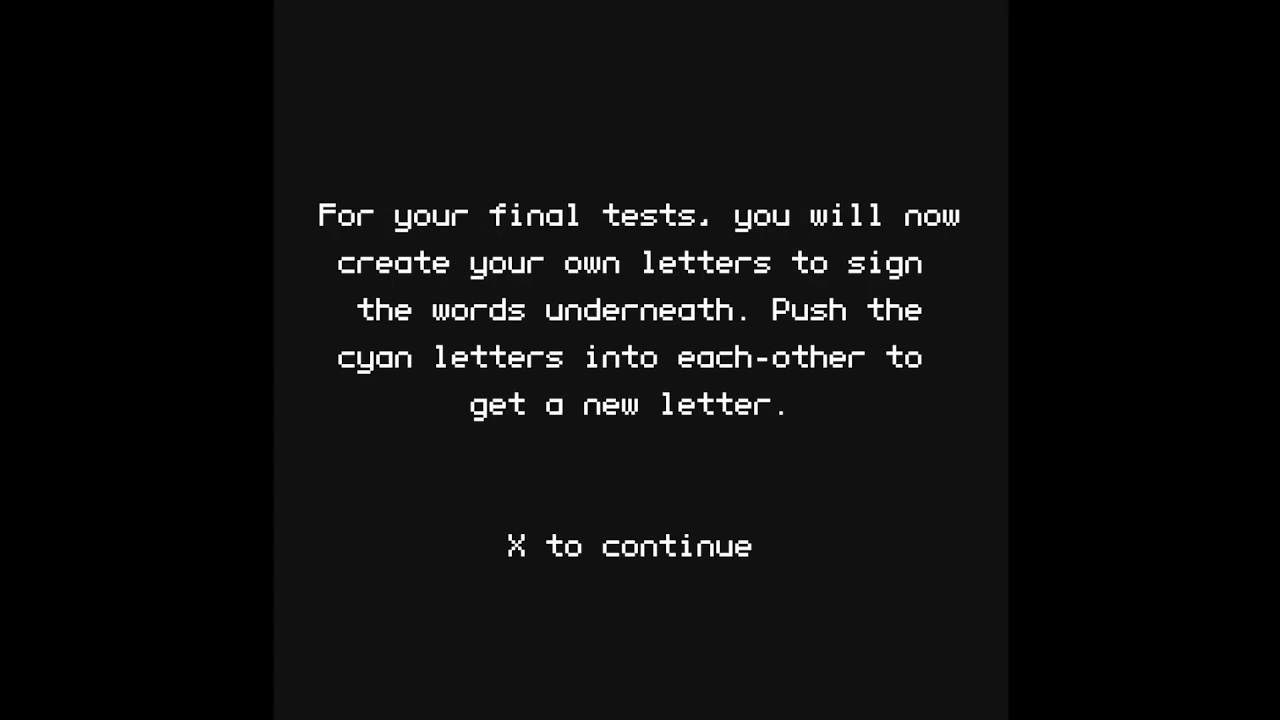 For your final tests, you will now
create your own letters to sign
the words underneath. Push the
cyan letters into each-other to
get a new letter.
X to continue